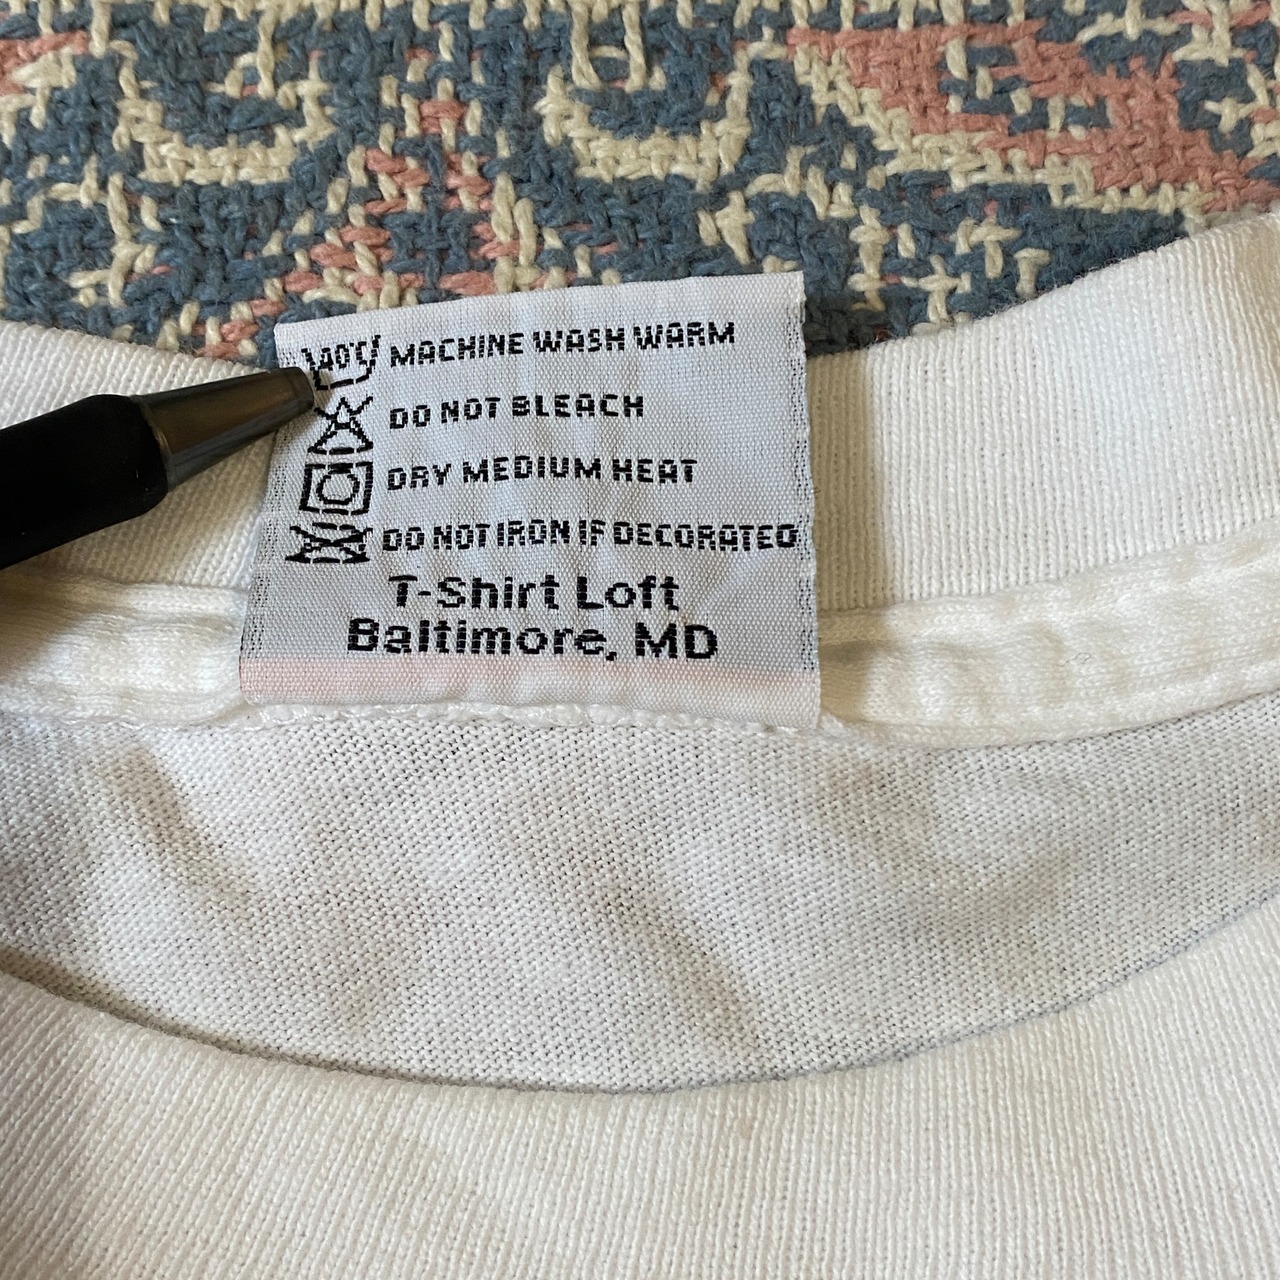 40°C MACHINE WASH WARM
DO NOT BLEACH
DRY MEDIUM HEAT
DO NOT IRON IF DECORATED
T-Shirt Loft
Baltimore, MD